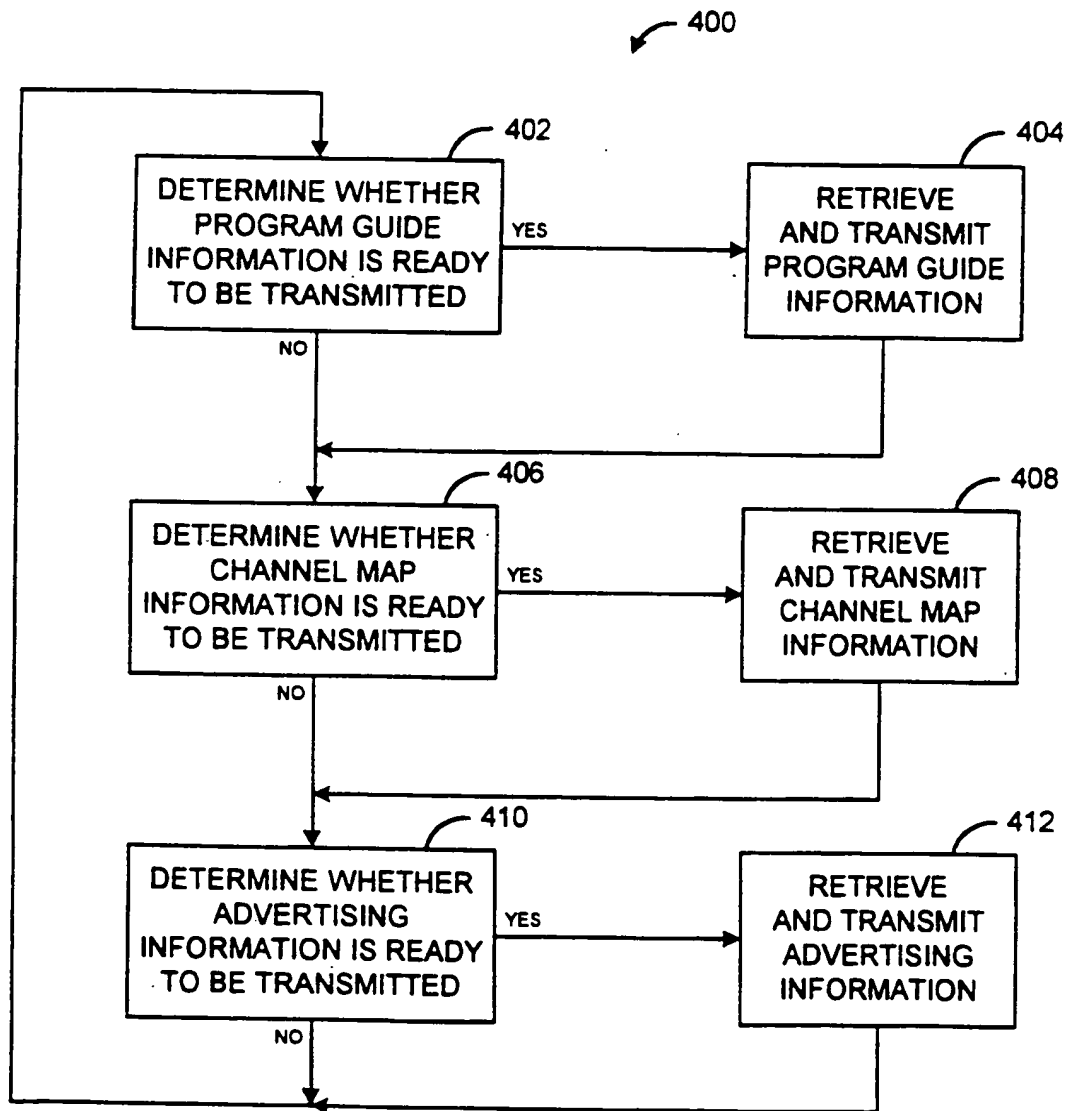 400
402
DETERMINE WHETHER
PROGRAM GUIDE
INFORMATION IS READY
TO BE TRANSMITTED
YES
NO
404
RETRIEVE
AND TRANSMIT
PROGRAM GUIDE
INFORMATION
406
DETERMINE WHETHER
CHANNEL MAP
INFORMATION IS READY
TO BE TRANSMITTED
YES
NO
408
RETRIEVE
AND TRANSMIT
CHANNEL MAP
INFORMATION
410
DETERMINE WHETHER
ADVERTISING
INFORMATION IS READY
TO BE TRANSMITTED
YES
NO
412
RETRIEVE
AND TRANSMIT
ADVERTISING
INFORMATION